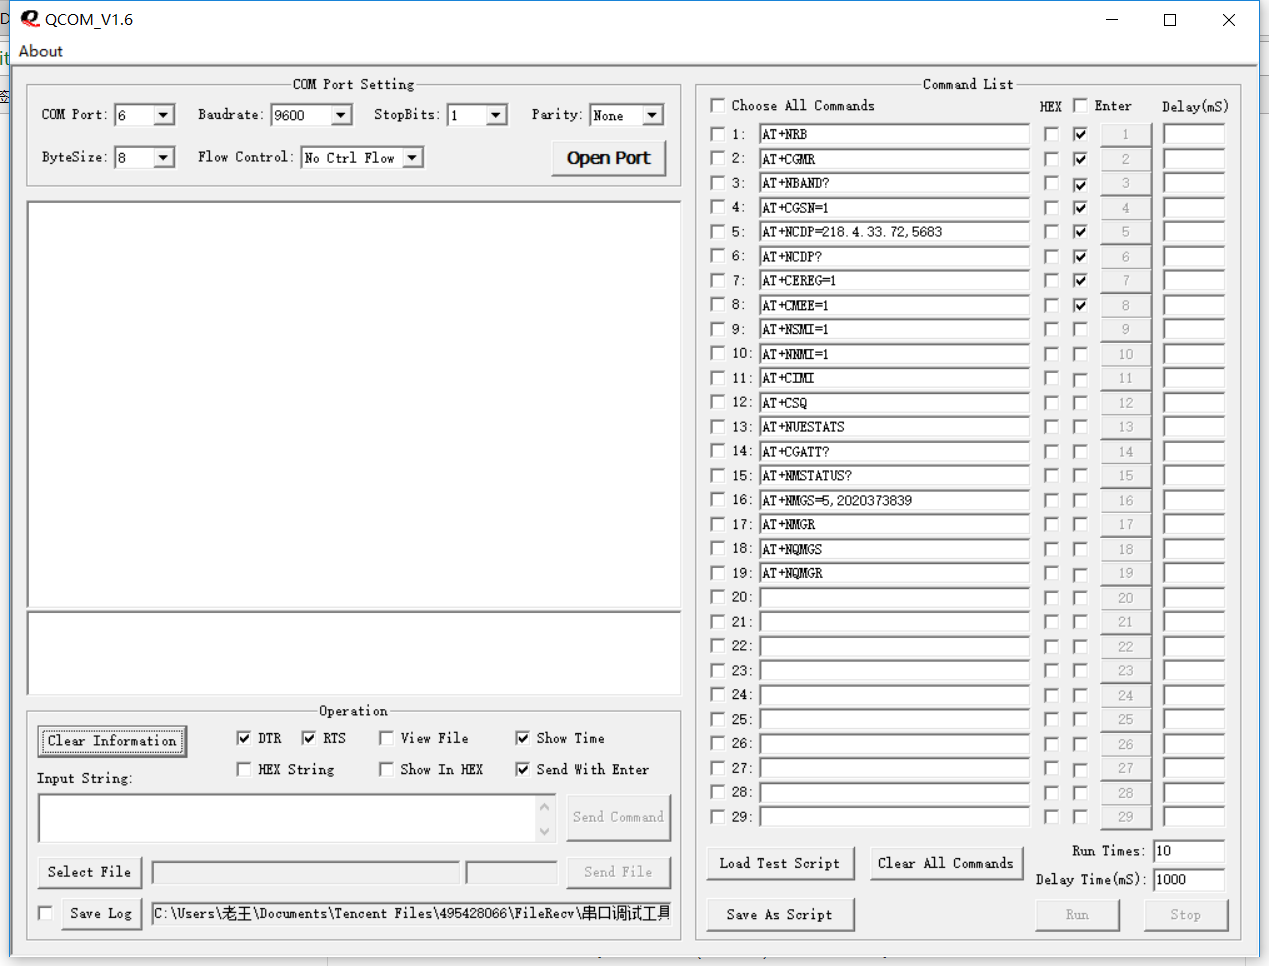 QCOM_V1.6
About
COM Port Setting
COM Port: 6 Baudrate: 9600 StopBits: 1 Parity: None
ByteSize: 8 Flow Control: No Ctrl Flow Open Port
Operation
Clear Information DTR RTS View File Show Time
HEX String Show In HEX Send With Enter
Input String:
Send Command
Select File Send File
Save Log C:\Users\老王\Documents\Tencent Files\495428066\FileRecv\串口调试工具
Command List
Choose All Commands HEX Enter Delay(mS)
1: AT+NRB 1
2: AT+CGMR 2
3: AT+NBAND? 3
4: AT+CGSN=1 4
5: AT+NCDP=218.4.33.72,5683 5
6: AT+NCDP? 6
7: AT+CEREG=1 7
8: AT+CMEE=1 8
9: AT+NSMI=1 9
10: AT+NNMI=1 10
11: AT+CIMI 11
12: AT+CSQ 12
13: AT+NUESTATS 13
14: AT+CGATT? 14
15: AT+NMSTATUS? 15
16: AT+NMGS=5,2020373839 16
17: AT+NMGR 17
18: AT+NQMGS 18
19: AT+NQMGR 19
20: 20
21: 21
22: 22
23: 23
24: 24
25: 25
26: 26
27: 27
28: 28
29: 29
Load Test Script Clear All Commands Run Times: 10
Delay Time(mS): 1000
Save As Script Run Stop